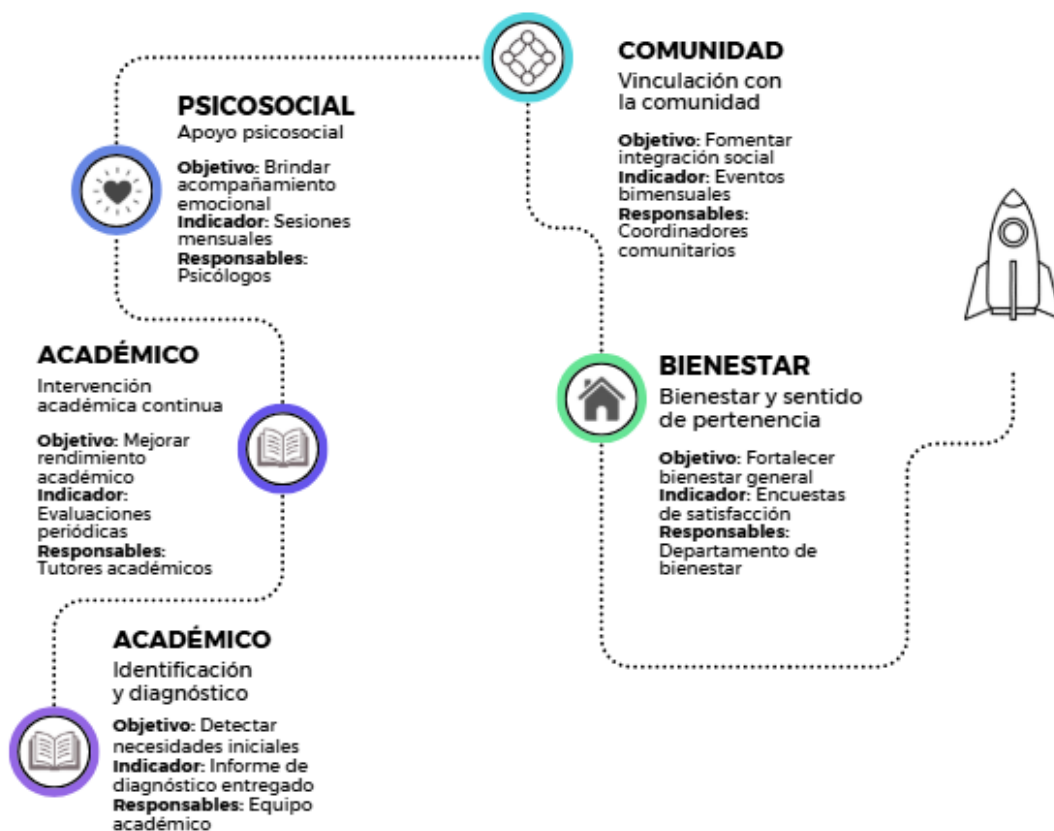 COMUNIDAD
Vinculación con
la comunidad
Objetivo: Fomentar
integración social
Indicador: Eventos
bimensuales
Responsables:
Coordinadores
comunitarios
PSICOSOCIAL
Apoyo psicosocial
Objetivo: Brindar
acompañamiento
emocional
Indicador: Sesiones
mensuales
Responsables:
Psicólogos
ACADÉMICO
Intervención
académica continua
Objetivo: Mejorar
rendimiento
académico
Indicador:
Evaluaciones
periódicas
Responsables:
Tutores académicos
BIENESTAR
Bienestar y sentido
de pertenencia
Objetivo: Fortalecer
bienestar general
Indicador: Encuestas
de satisfacción
Responsables:
Departamento de
bienestar
ACADÉMICO
Identificación
y diagnóstico
Objetivo: Detectar
necesidades iniciales
Indicador: Informe de
diagnóstico entregado
Responsables: Equipo
académico